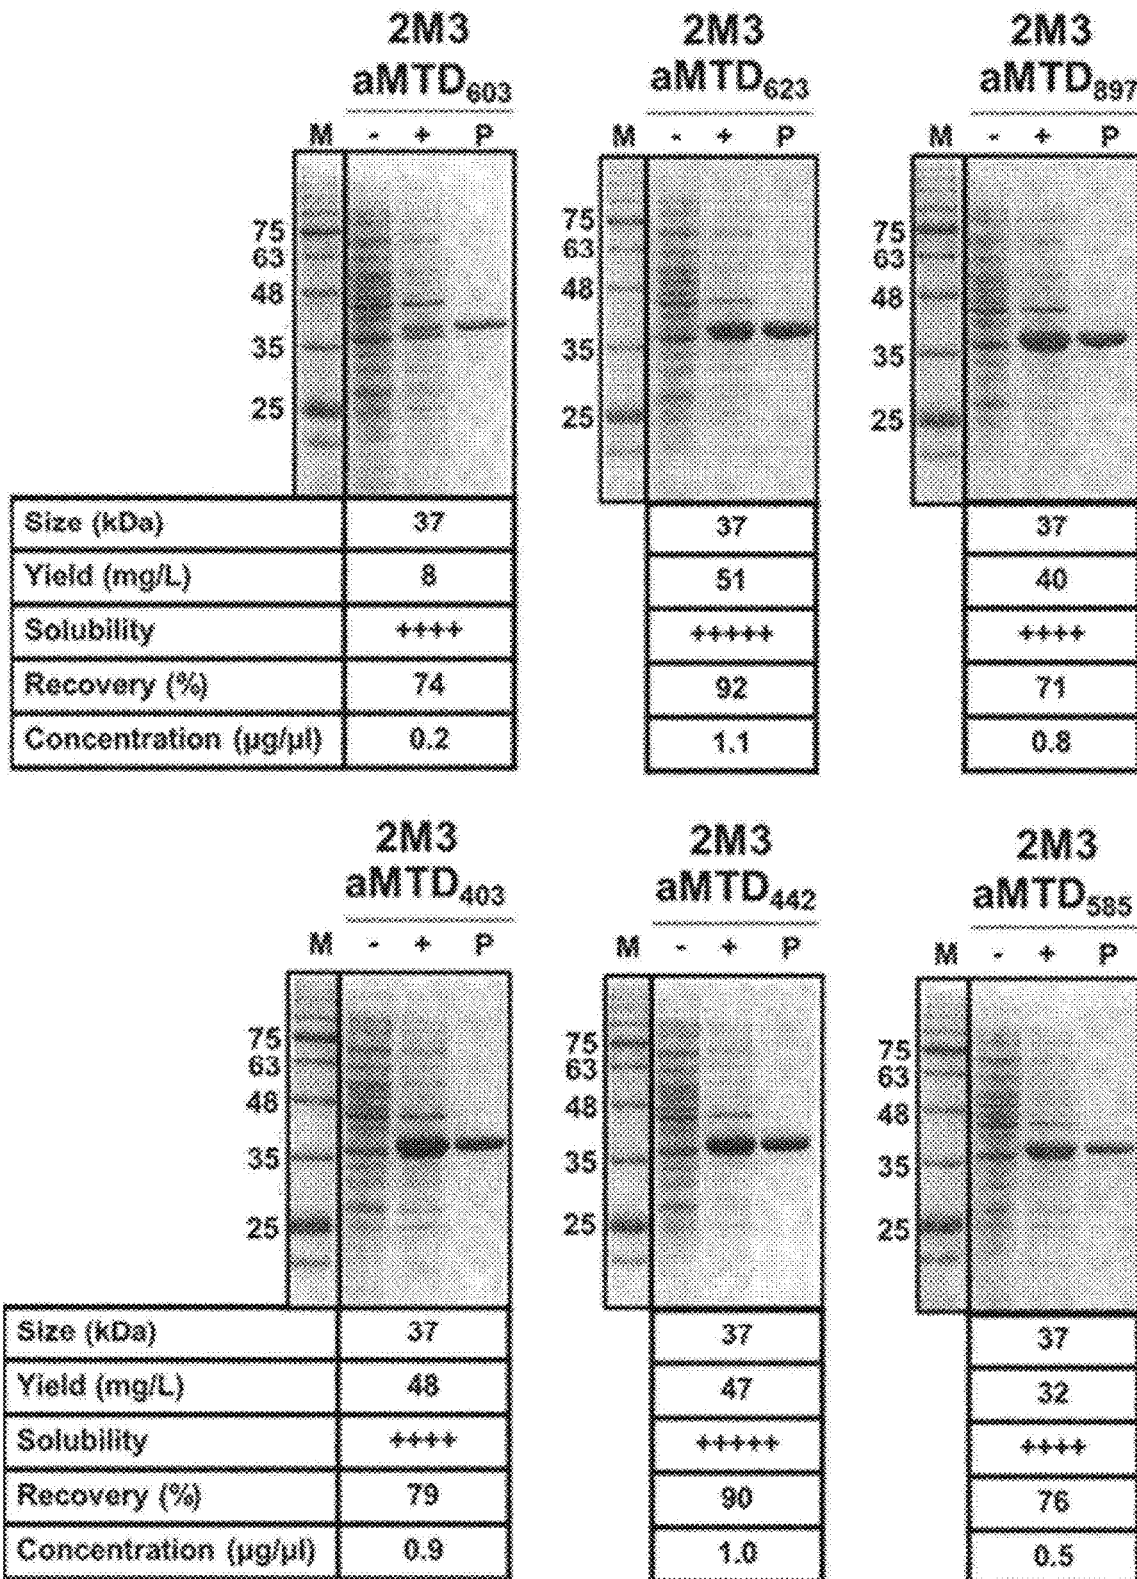 2M3 2M3 2M3
aMTD603 aMTD623 aMTD897
M - + P M - + P M - + P
75 75 75
63 63 63
48 48 48
35 35 35
25 25 25
Size (kDa) 37 37 37
Yield (mg/L) 8 51 40
Solubility ++++ +++++ ++++
Recovery (%) 74 92 71
Concentration (µg/µl) 0.2 1.1 0.8
2M3 2M3 2M3
aMTD403 aMTD442 aMTD585
M - + P M - + P M - + P
75 75 75
63 63 63
48 48 48
35 35 35
25 25 25
Size (kDa) 37 37 37
Yield (mg/L) 48 47 32
Solubility ++++ +++++ ++++
Recovery (%) 79 90 76
Concentration (µg/µl) 0.9 1.0 0.5